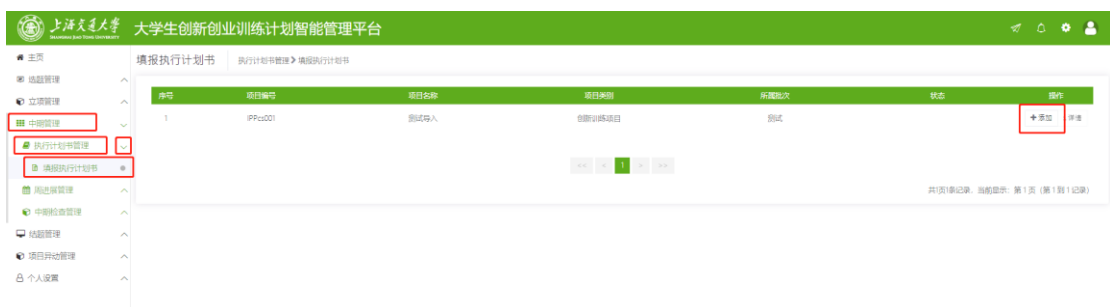 上海交通大学 大学生创新创业训练计划智能管理平台
SHANGHAI JIAO TONG UNIVERSITY
主页
填报执行计划书 执行计划书管理 > 填报执行计划书
选题管理
立项管理
序号 项目编号 项目名称 项目类别 所属批次 状态 操作
中期管理
1 IPPcs001 测试导入 创新训练项目 测试 +添加 详情
执行计划书管理
填报执行计划书
<< < 1 > >>
周进展管理
共1页1条记录，当前显示：第 1 页（第 1 到 1 记录）
中期检查管理
结题管理
项目异动管理
个人设置